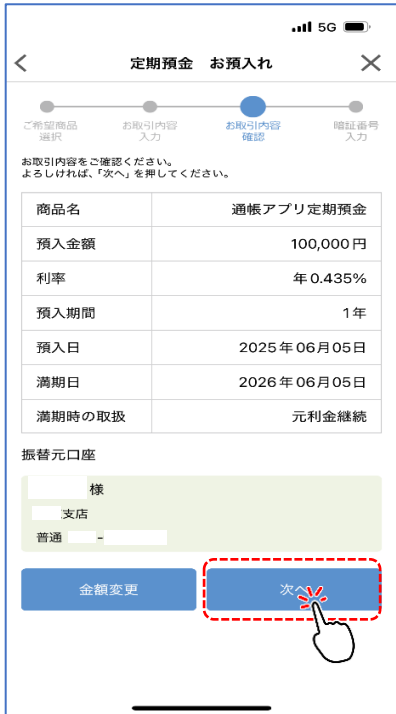 5G
定期預金 お預入れ
ご希望商品
選択
お取引内容
入力
お取引内容
確認
暗証番号
入力
お取引内容をご確認ください。
よろしければ、「次へ」を押してください。
商品名 通帳アプリ定期預金
預入金額 100,000円
利率 年0.435%
預入期間 1年
預入日 2025年06月05日
満期日 2026年06月05日
満期時の取扱 元利金継続
振替元口座
様
支店
普通 -
金額変更 次へ